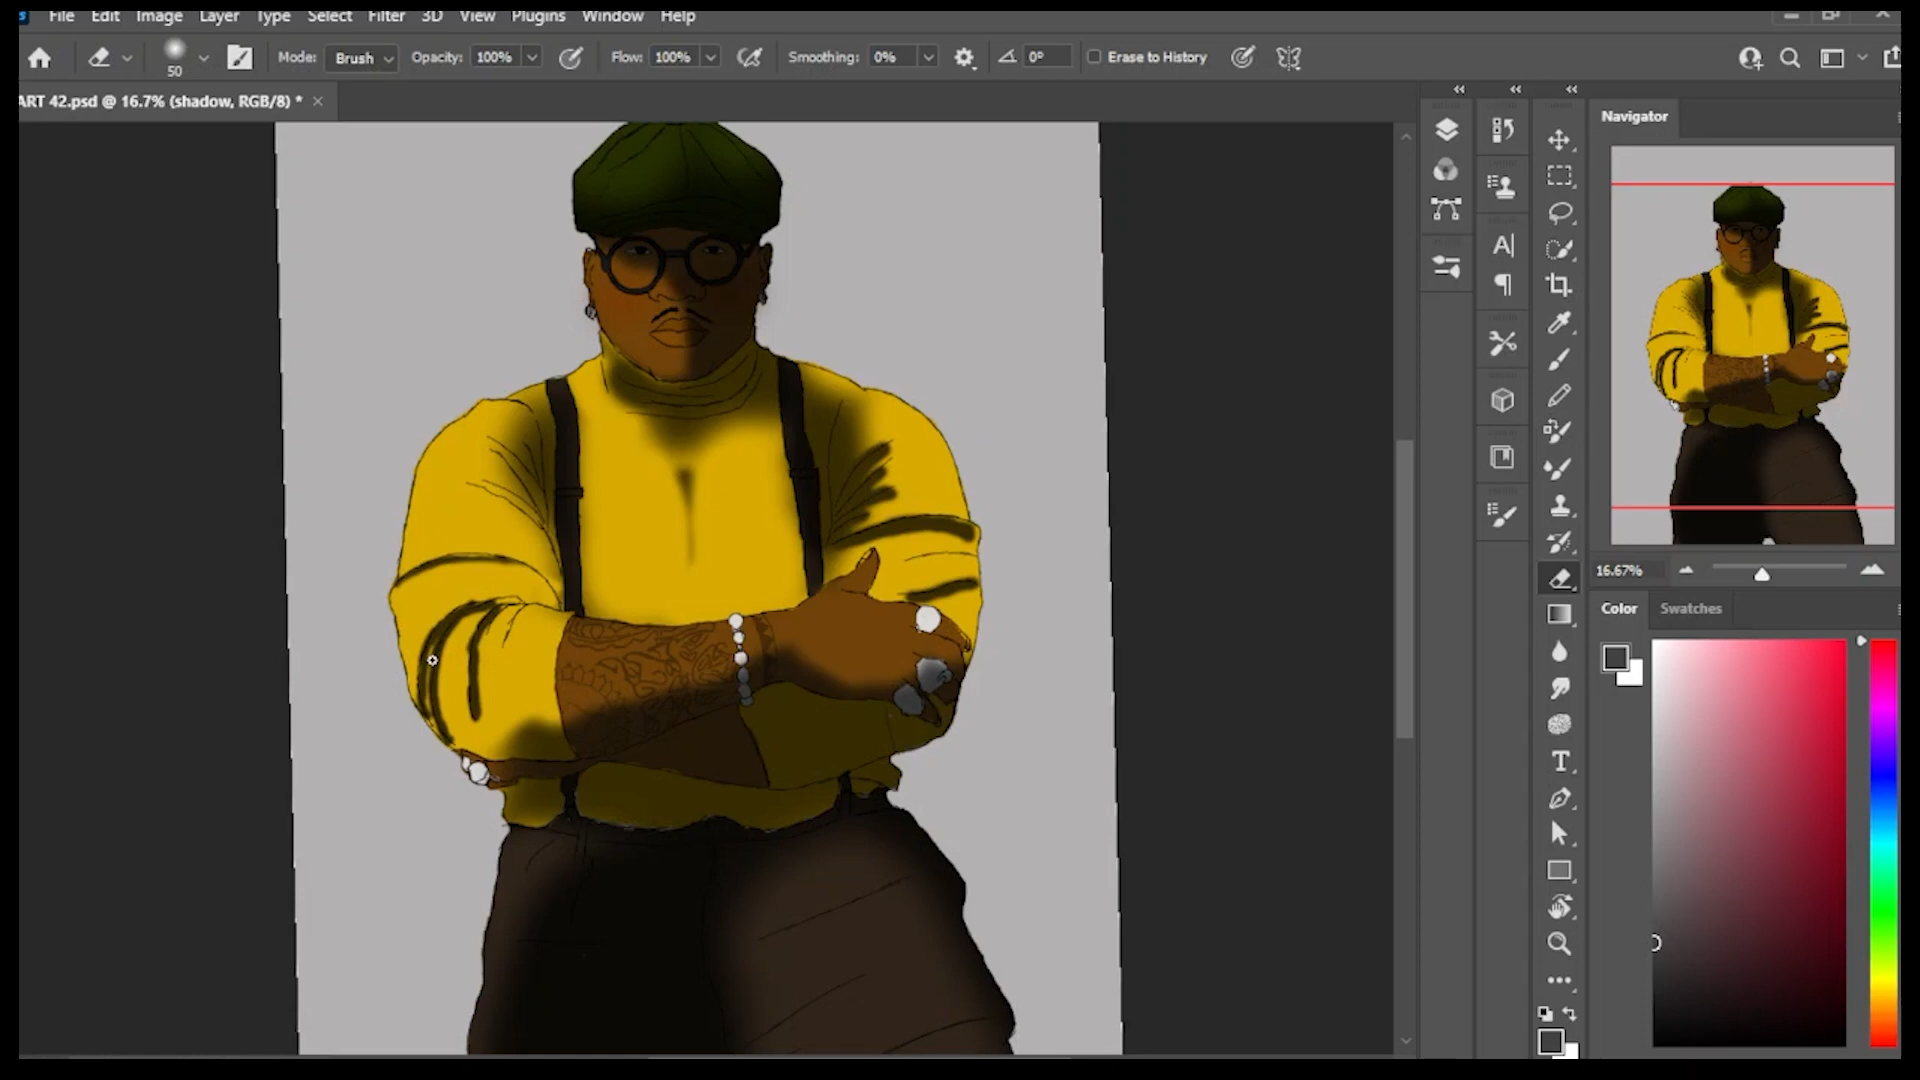 File Edit Image Layer Type Select Filter 3D View Plugins Window Help
50 Mode: Brush Opacity: 100% Flow: 100% Smoothing: 0% 0° Erase to History
ART 42.psd @ 16.7% (shadow, RGB/8) *
Navigator
16.67%
Color Swatches